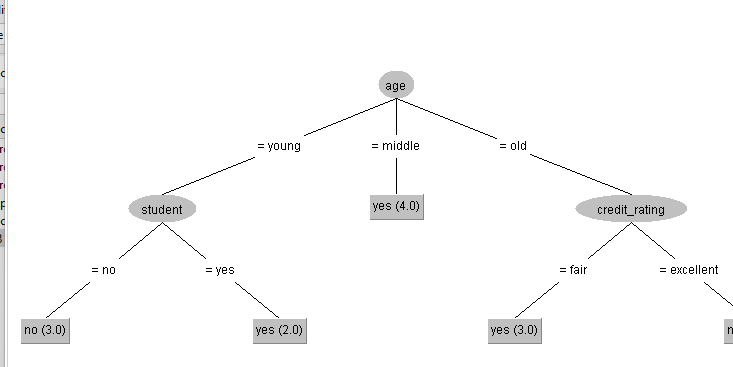 age
= young
= middle
= old
student
yes (4.0)
credit_rating
= no
= yes
= fair
= excellent
no (3.0)
yes (2.0)
yes (3.0)